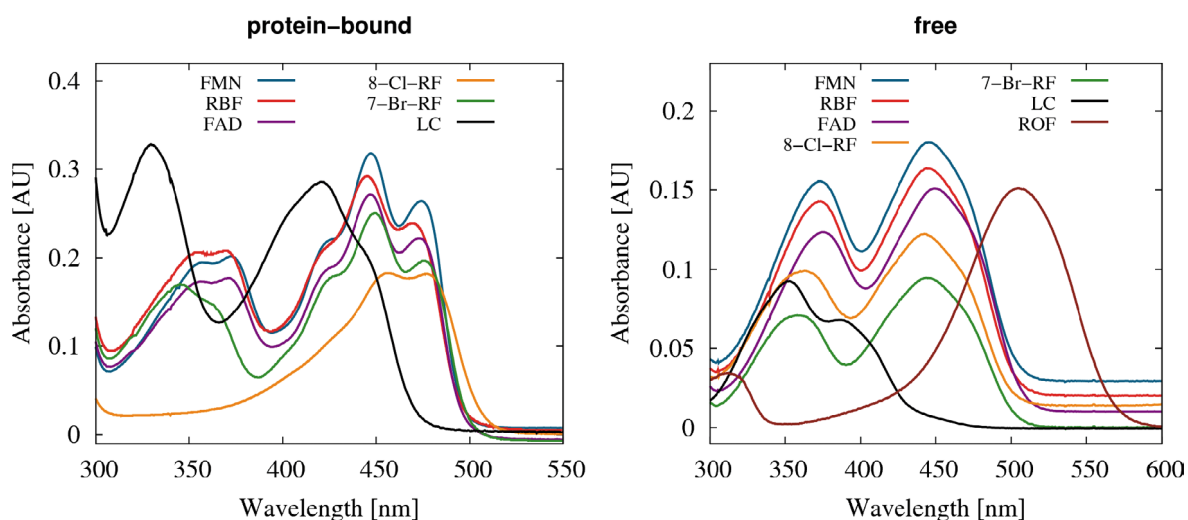 protein−bound
FMN
RBF
FAD
8−Cl−RF
7−Br−RF
LC
Absorbance [AU]
0.4
0.3
0.2
0.1
0
300 350 400 450 500 550
Wavelength [nm]
free
FMN
RBF
FAD
8−Cl−RF
7−Br−RF
LC
ROF
Absorbance [AU]
0.2
0.15
0.1
0.05
0
300 350 400 450 500 550 600
Wavelength [nm]